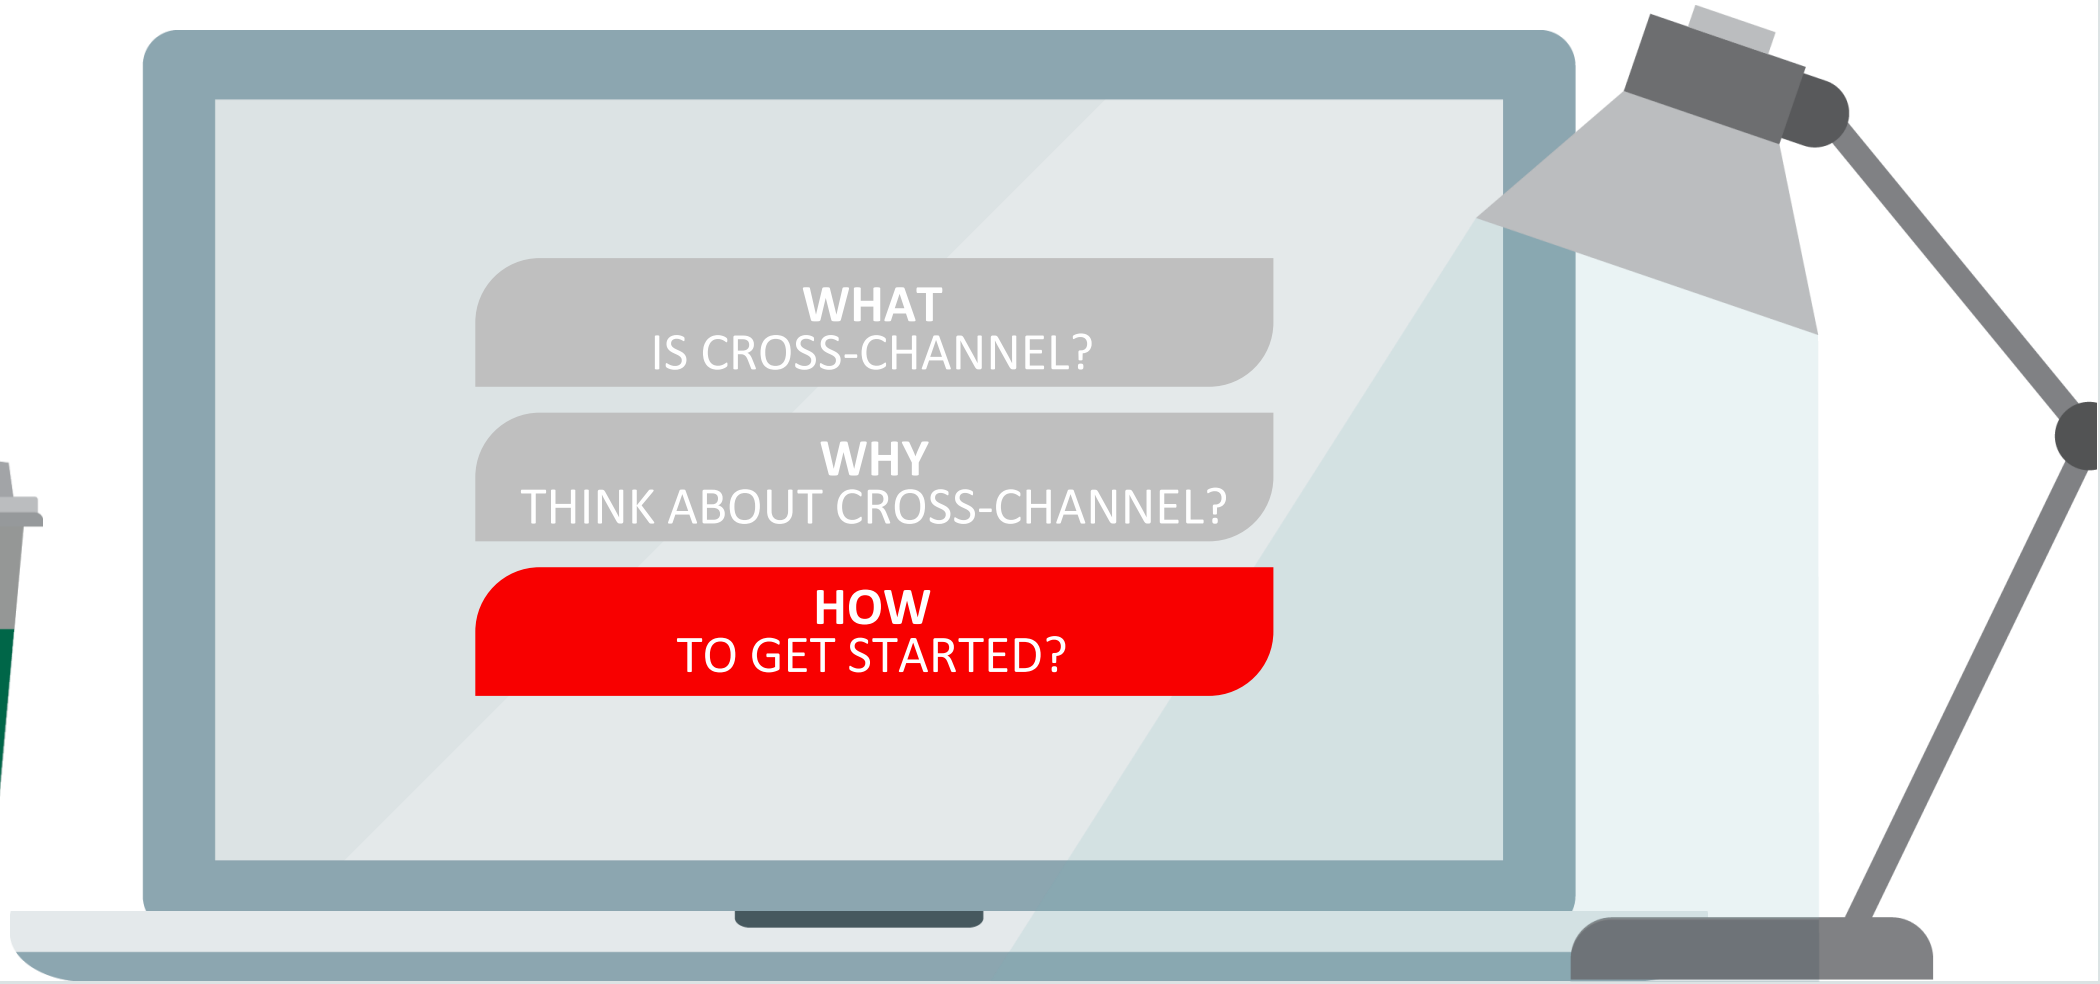 WHAT
IS CROSS-CHANNEL?
WHY
THINK ABOUT CROSS-CHANNEL?
HOW
TO GET STARTED?